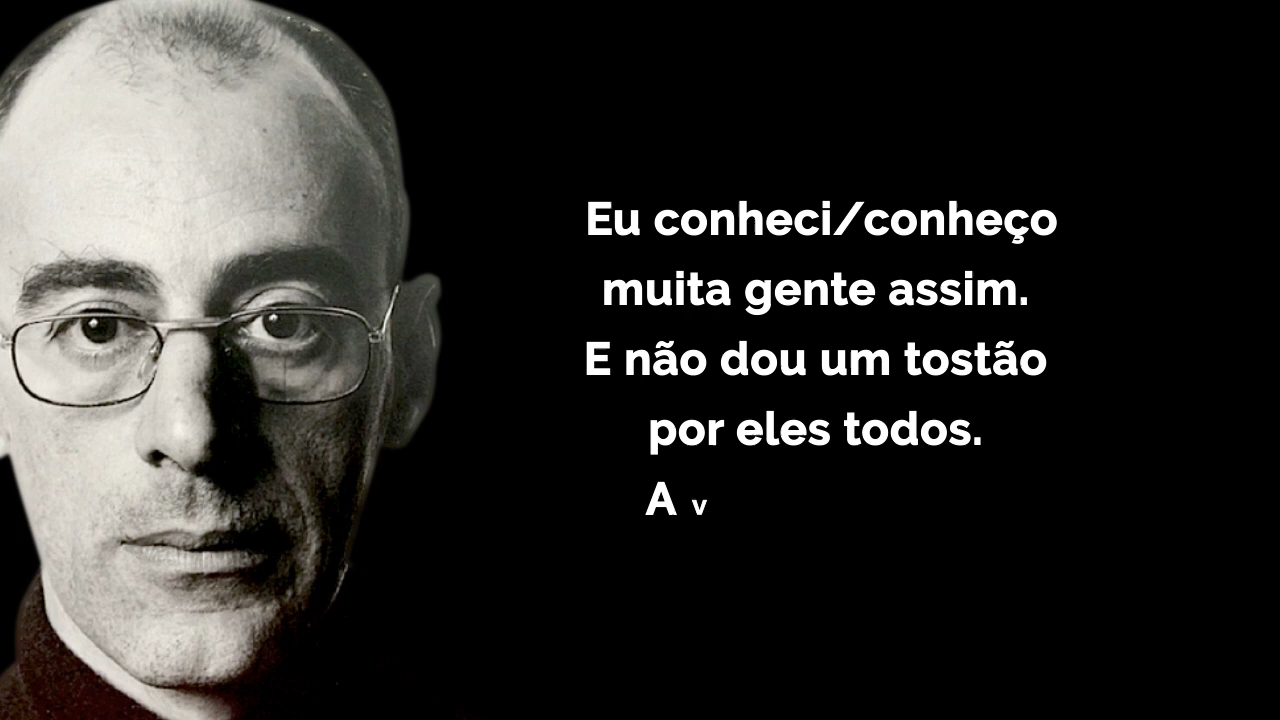 Eu conheci/conheço
muita gente assim.
E não dou um tostão
por eles todos.
A v